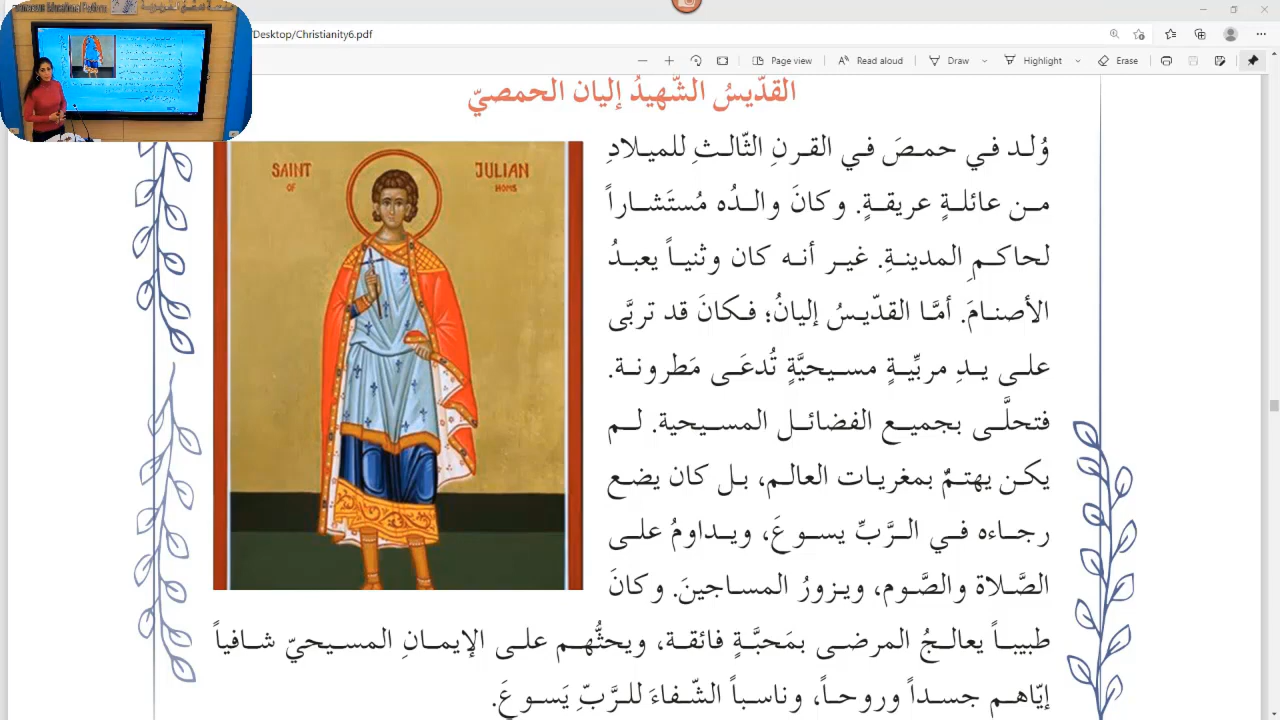 Desktop/Christianity6.pdf
Page view
Read aloud
Draw
Highlight
Erase
القدّيسُ الشّهيدُ إليان الحمصيّ
SAINT JULIAN
OF HOMS
وُلد في حمصَ في القرنِ الثّالثِ للميلادِ
من عائلةٍ عريقةٍ. وكانَ والدُه مُستَشاراً
لحاكمِ المدينةِ. غير أنه كان وثنياً يعبدُ
الأصنامَ. أمَّا القدّيسُ إليانُ؛ فكانَ قد تربَّى
على يدِ مربِّيةٍ مسيحيَّةٍ تُدعَى مَطرونة.
فتحلَّى بجميع الفضائل المسيحية. لم
يكن يهتمٌ بمغريات العالم، بل كان يضع
رجاءه في الرَّبِّ يسوعَ، ويداومُ على
الصَّلاة والصَّوم، ويزورُ المساجينَ. وكانَ
طبيباً يعالجُ المرضى بمَحبَّةٍ فائقة، ويحثُّهم على الإيمانِ المسيحيّ شافياً
إيّاهم جسداً وروحاً، وناسباً الشّفاءَ للرَّبِّ يَسوعَ.